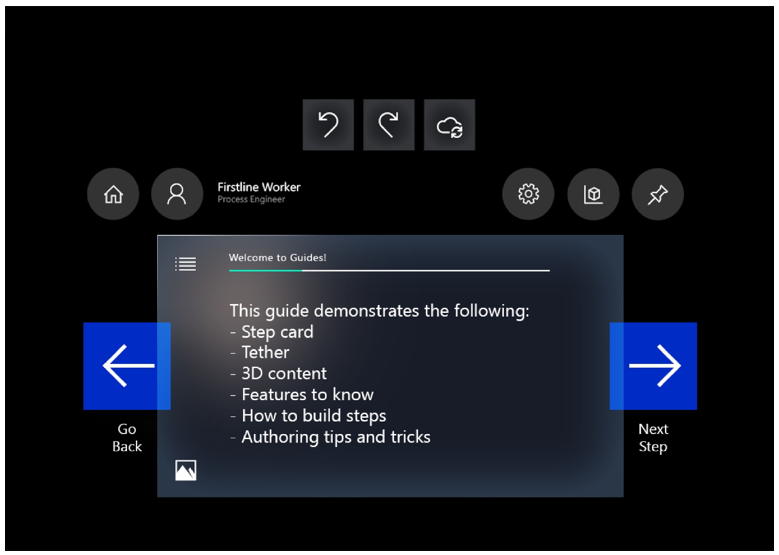 Firstline Worker
Process Engineer
Welcome to Guides!
This guide demonstrates the following:
- Step card
- Tether
- 3D content
- Features to know
- How to build steps
- Authoring tips and tricks
Go
Back
Next
Step